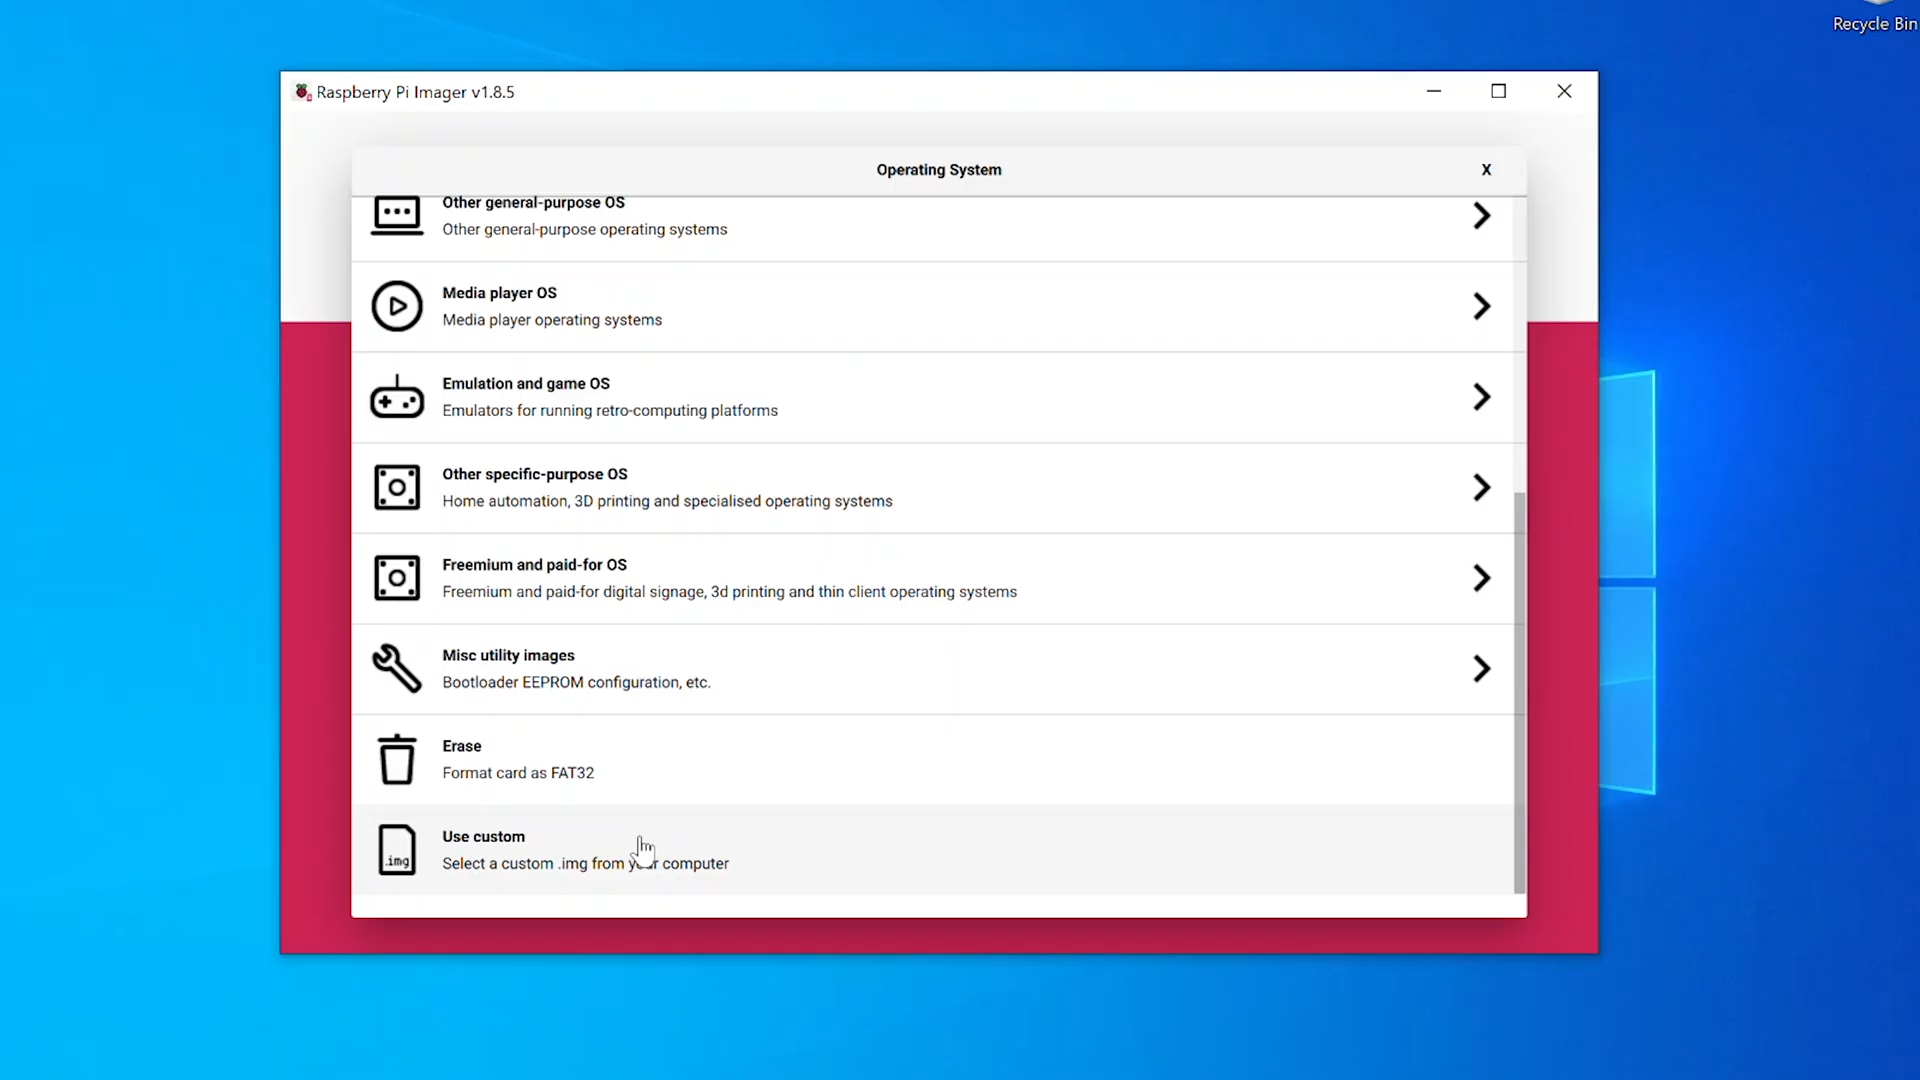 Recycle Bin
Raspberry Pi Imager v1.8.5
Operating System
X
Other general-purpose OS
Other general-purpose operating systems
Media player OS
Media player operating systems
Emulation and game OS
Emulators for running retro-computing platforms
Other specific-purpose OS
Home automation, 3D printing and specialised operating systems
Freemium and paid-for OS
Freemium and paid-for digital signage, 3d printing and thin client operating systems
Misc utility images
Bootloader EEPROM configuration, etc.
Erase
Format card as FAT32
.img
Use custom
Select a custom .img from your computer